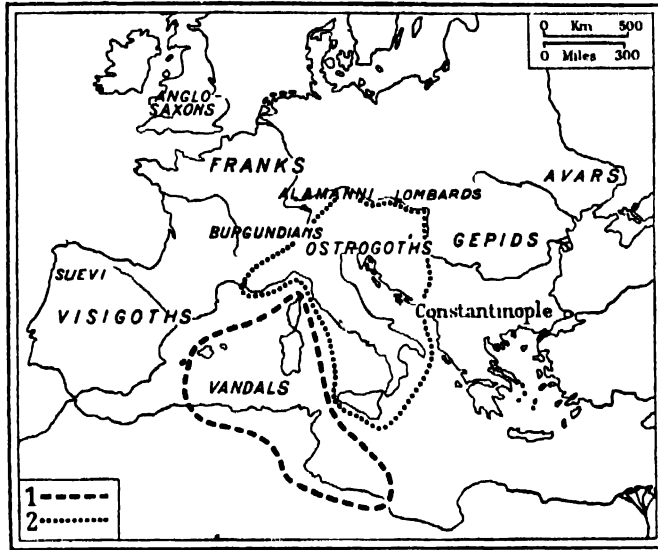 0 Km 500
0 Miles 300
ANGLO-
SAXONS
FRANKS
AVARS
ALAMANNI
LOMBARDS
BURGUNDIANS
OSTROGOTHS
GEPIDS
SUEVI
VISIGOTHS
Constantinople
VANDALS
1
2